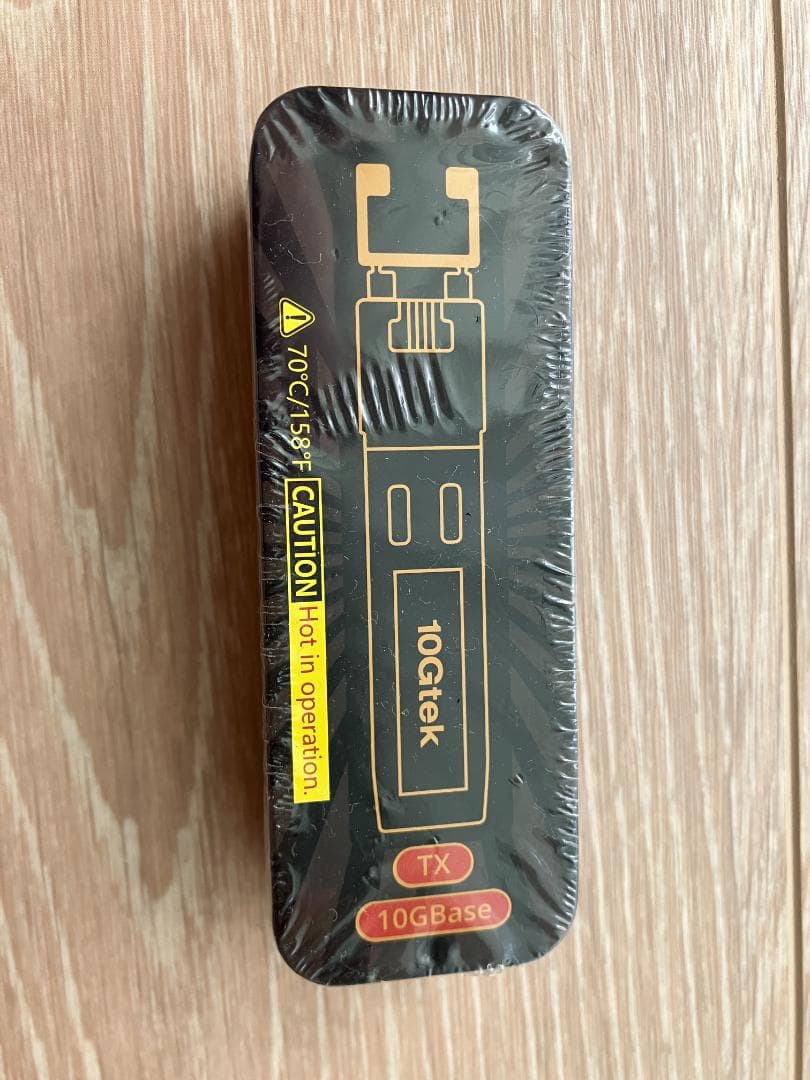 70°C/158°F CAUTION Hot in operation.
10Gtek
TX
10GBase